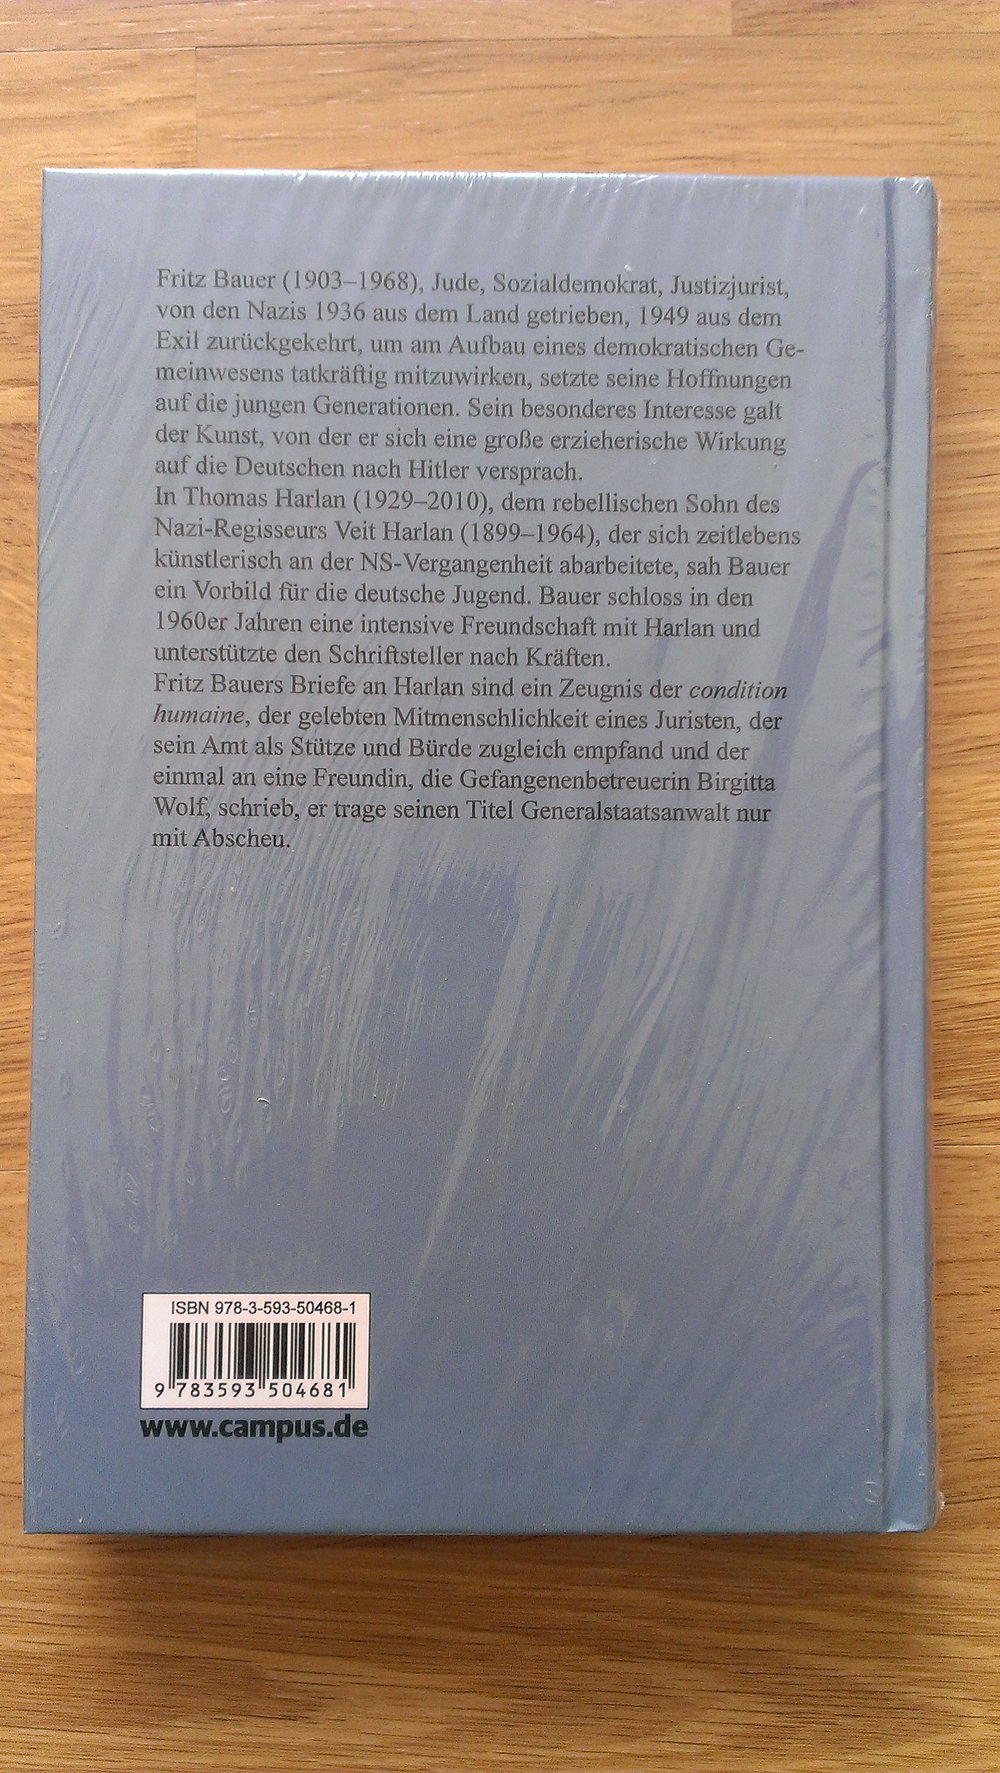 Fritz Bauer (1903–1968), Jude, Sozialdemokrat, Justizjurist,
von den Nazis 1936 aus dem Land getrieben, 1949 aus dem
Exil zurückgekehrt, um am Aufbau eines demokratischen Ge-
meinwesens tatkräftig mitzuwirken, setzte seine Hoffnungen
auf die jungen Generationen. Sein besonderes Interesse galt
der Kunst, von der er sich eine große erzieherische Wirkung
auf die Deutschen nach Hitler versprach.
In Thomas Harlan (1929–2010), dem rebellischen Sohn des
Nazi-Regisseurs Veit Harlan (1899–1964), der sich zeitlebens
künstlerisch an der NS-Vergangenheit abarbeitete, sah Bauer
ein Vorbild für die deutsche Jugend. Bauer schloss in den
1960er Jahren eine intensive Freundschaft mit Harlan und
unterstützte den Schriftsteller nach Kräften.
Fritz Bauers Briefe an Harlan sind ein Zeugnis der condition
humaine, der gelebten Mitmenschlichkeit eines Juristen, der
sein Amt als Stütze und Bürde zugleich empfand und der
einmal an eine Freundin, die Gefangenenbetreuerin Birgitta
Wolf, schrieb, er trage seinen Titel Generalstaatsanwalt nur
mit Abscheu.
ISBN 978-3-593-50468-1
9 783593 504681
www.campus.de